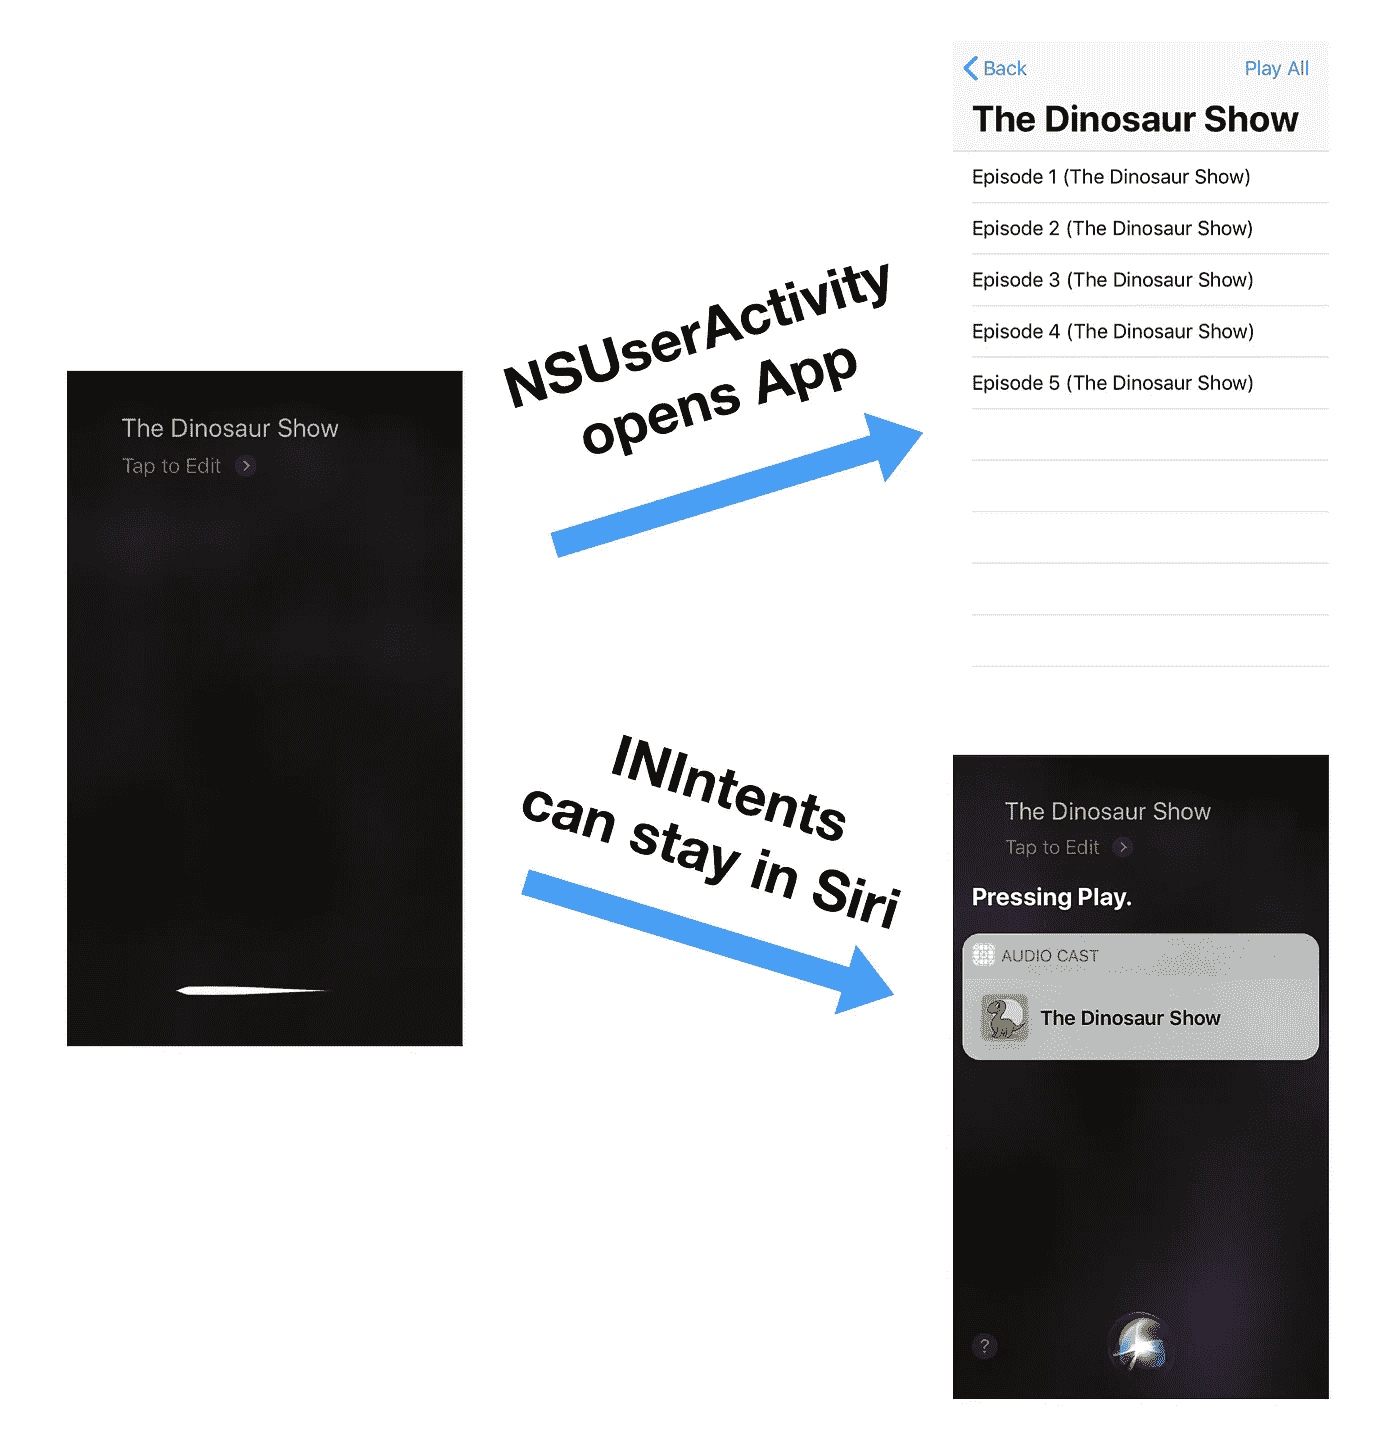 The Dinosaur Show
Tap to Edit
NSUserActivity
opens App
Back
Play All
The Dinosaur Show
Episode 1 (The Dinosaur Show)
Episode 2 (The Dinosaur Show)
Episode 3 (The Dinosaur Show)
Episode 4 (The Dinosaur Show)
Episode 5 (The Dinosaur Show)
INIntents
can stay in Siri
The Dinosaur Show
Tap to Edit
Pressing Play.
AUDIO CAST
The Dinosaur Show
?